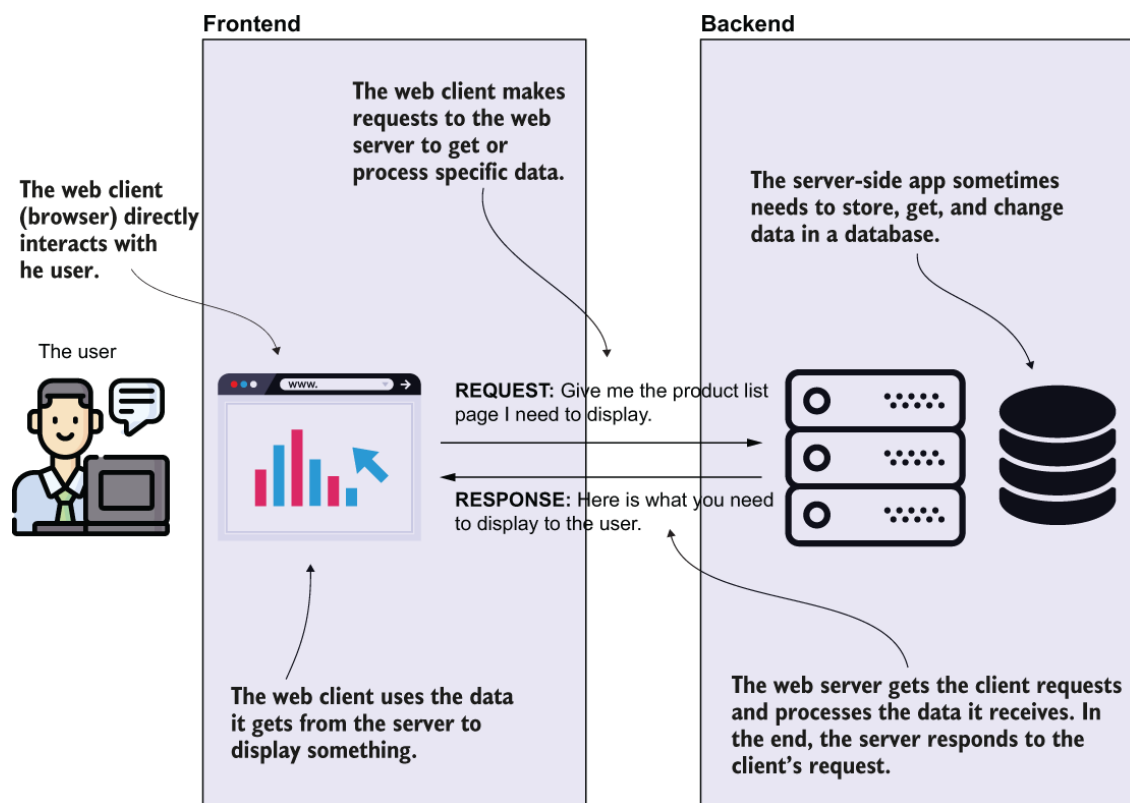 Frontend
Backend
The web client makes
requests to the web
server to get or
process specific data.
The web client
(browser) directly
interacts with
he user.
The server-side app sometimes
needs to store, get, and change
data in a database.
The user
www.
REQUEST: Give me the product list
page I need to display.
RESPONSE: Here is what you need
to display to the user.
The web client uses the data
it gets from the server to
display something.
The web server gets the client requests
and processes the data it receives. In
the end, the server responds to the
client’s request.